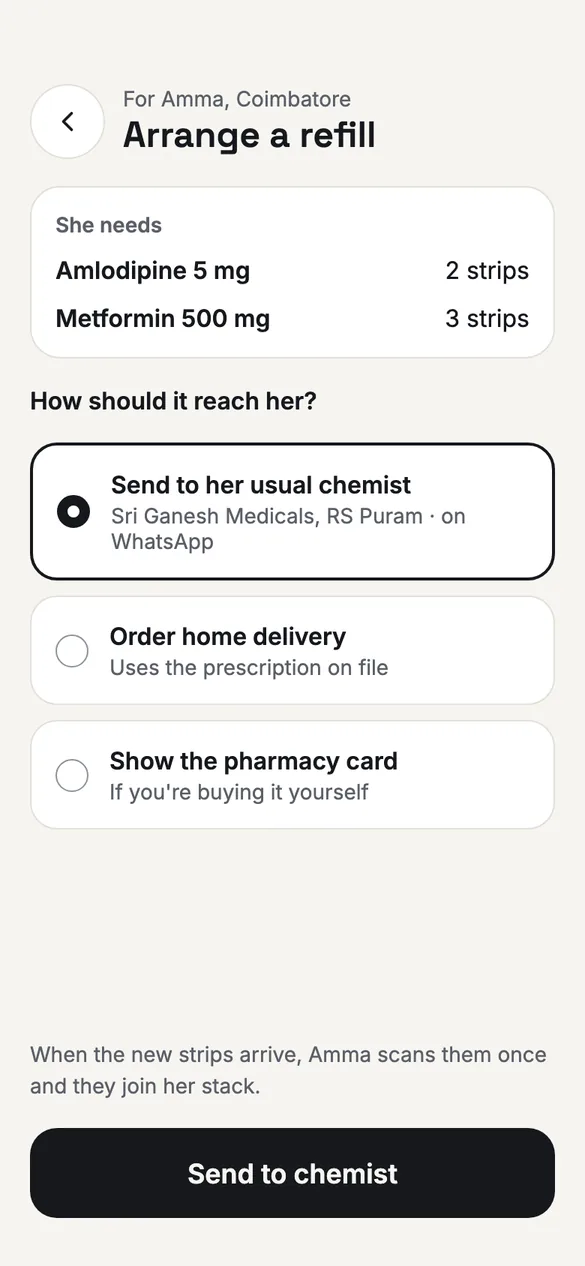 For Amma, Coimbatore
Arrange a refill
She needs
Amlodipine 5 mg 2 strips
Metformin 500 mg 3 strips
How should it reach her?
Send to her usual chemist
Sri Ganesh Medicals, RS Puram · on
WhatsApp
Order home delivery
Uses the prescription on file
Show the pharmacy card
If you're buying it yourself
When the new strips arrive, Amma scans them once
and they join her stack.
Send to chemist